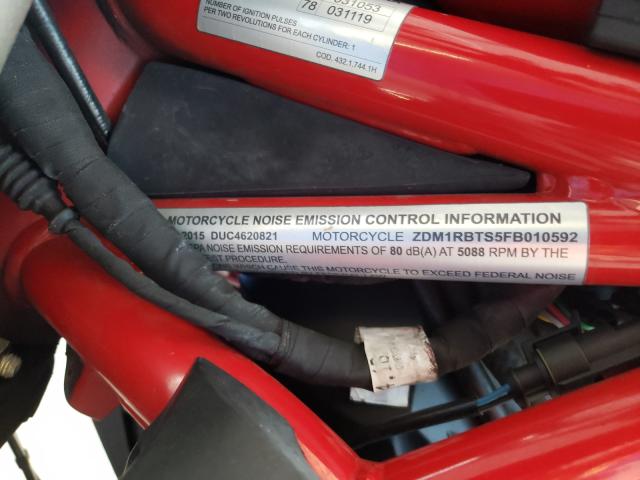 031053
NUMBER OF IGNITION PULSES 78 031119
PER TWO REVOLUTIONS FOR EACH CYLINDER: 1
COD. 432.1.744.1H
MOTORCYCLE NOISE EMISSION CONTROL INFORMATION
2015 DUC4620821 MOTORCYCLE ZDM1RBTS5FB010592
EPA NOISE EMISSION REQUIREMENTS OF 80 dB(A) AT 5088 RPM BY THE
TEST PROCEDURE.
CAUSE THIS MOTORCYCLE TO EXCEED FEDERAL NOISE